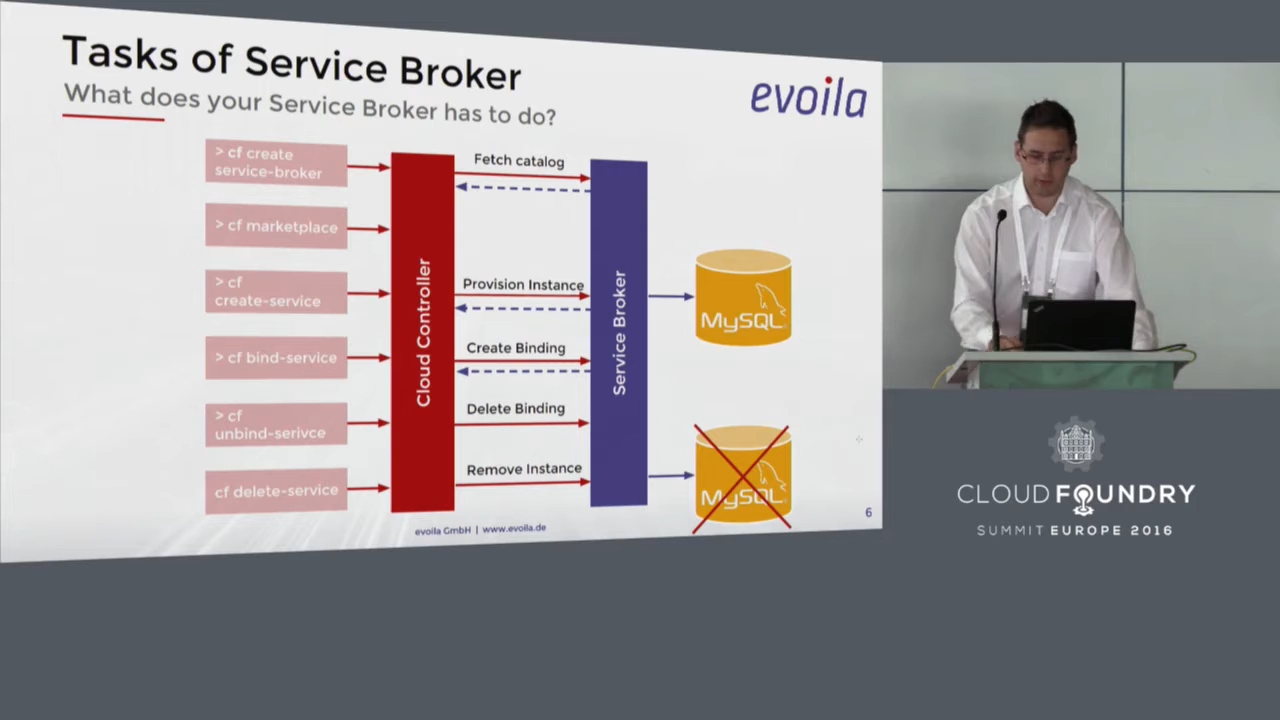 Tasks of Service Broker
What does your Service Broker has to do?
evoila
> cf create
service-broker
> cf marketplace
> cf
create-service
> cf bind-service
> cf
unbind-serivce
cf delete-service
Cloud Controller
Fetch catalog
Provision Instance
Create Binding
Delete Binding
Remove Instance
Service Broker
MySQL
MySQL
evoila GmbH | www.evoila.de
6
CLOUD FOUNDRY
SUMMIT EUROPE 2016